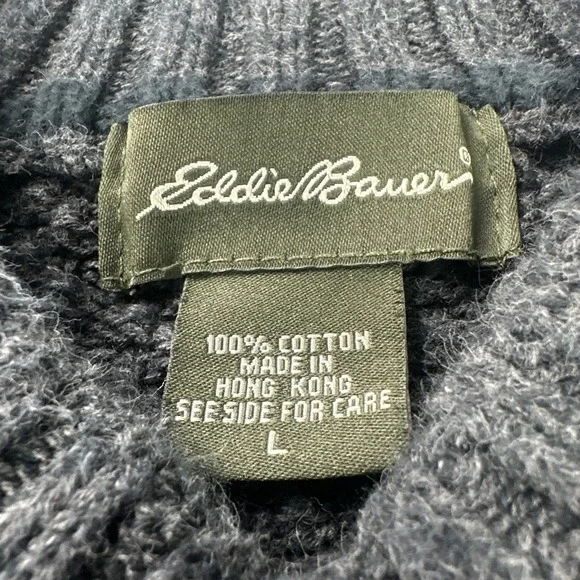 Eddie Bauer®
100% COTTON
MADE IN
HONG KONG
SEE SIDE FOR CARE
L